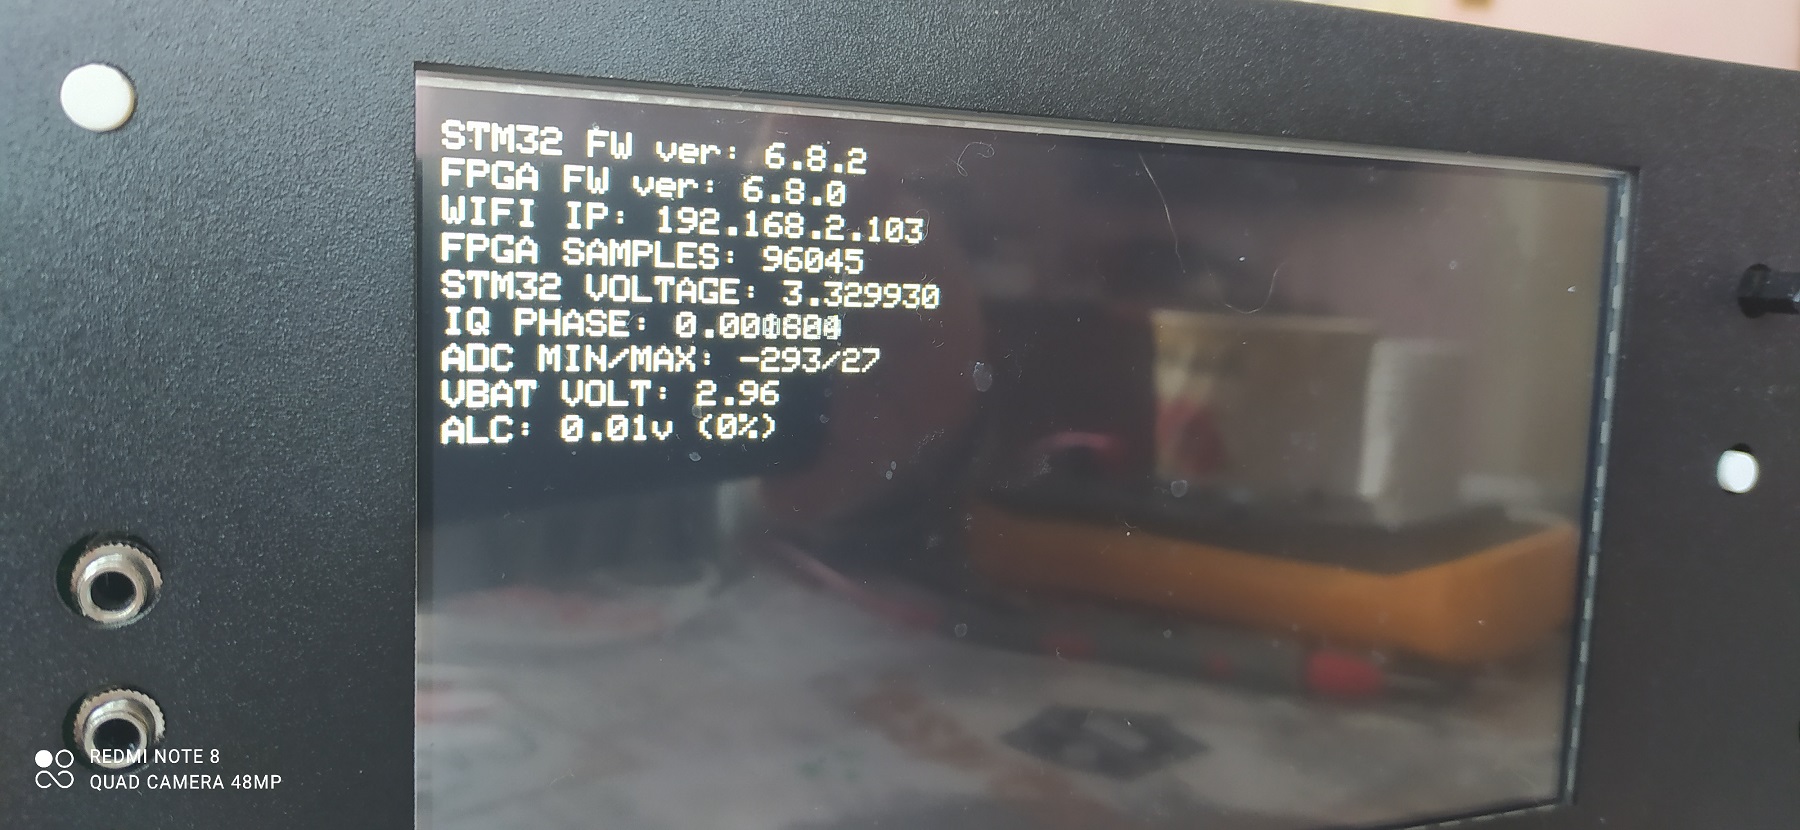 STM32 FW ver: 6.8.2
FPGA FW ver: 6.8.0
WIFI IP: 192.168.2.103
FPGA SAMPLES: 96045
STM32 VOLTAGE: 3.329930
IQ PHASE:
ADC MIN/MAX: -293/27
VBAT VOLT: 2.96
ALC: 0.01v (0%)
REDMI NOTE 8
QUAD CAMERA 48MP